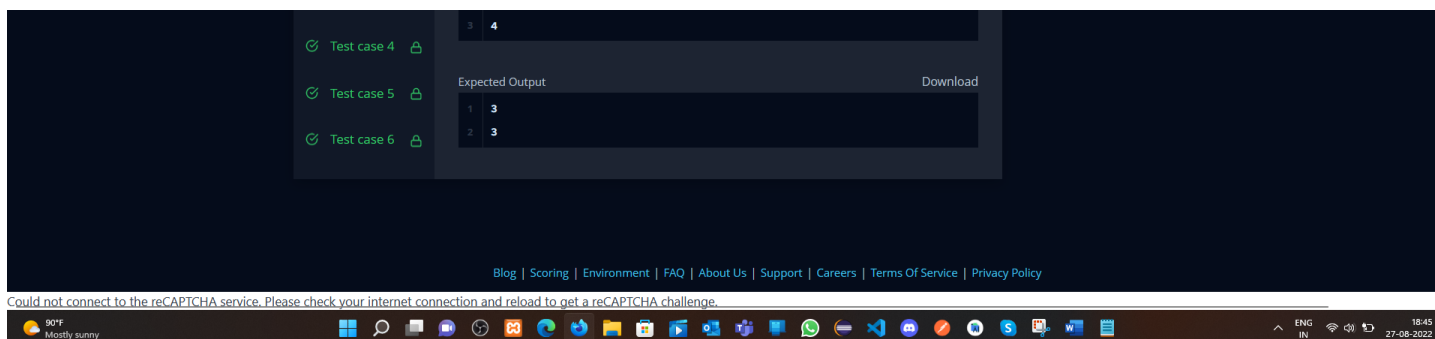 3 4
Test case 4
Expected Output Download
Test case 5
1 3
2 3
Test case 6
Blog | Scoring | Environment | FAQ | About Us | Support | Careers | Terms Of Service | Privacy Policy
Could not connect to the reCAPTCHA service. Please check your internet connection and reload to get a reCAPTCHA challenge.
90°F
Mostly sunny
ENG
IN
18:45
27-08-2022